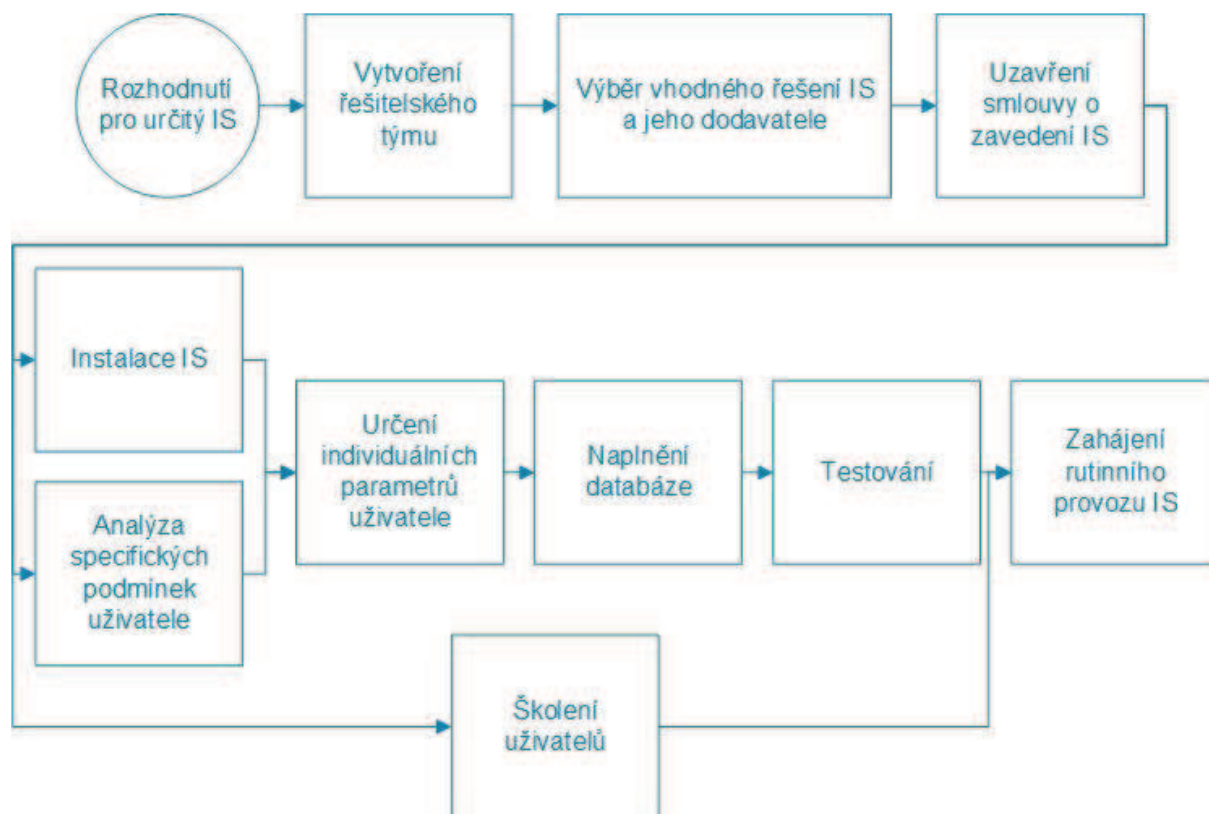 Rozhodnutí
pro určitý IS
Vytvoření
řešitelského
týmu
Výběr vhodného řešení IS
a jeho dodavatele
Uzavření
smlouvy o
zavedení IS
Instalace IS
Analýza
specifických
podmínek
uživatele
Určení
individuálních
parametrů
uživatele
Naplnění
databáze
Testování
Zahájení
rutinního
provozu IS
Školení
uživatelů